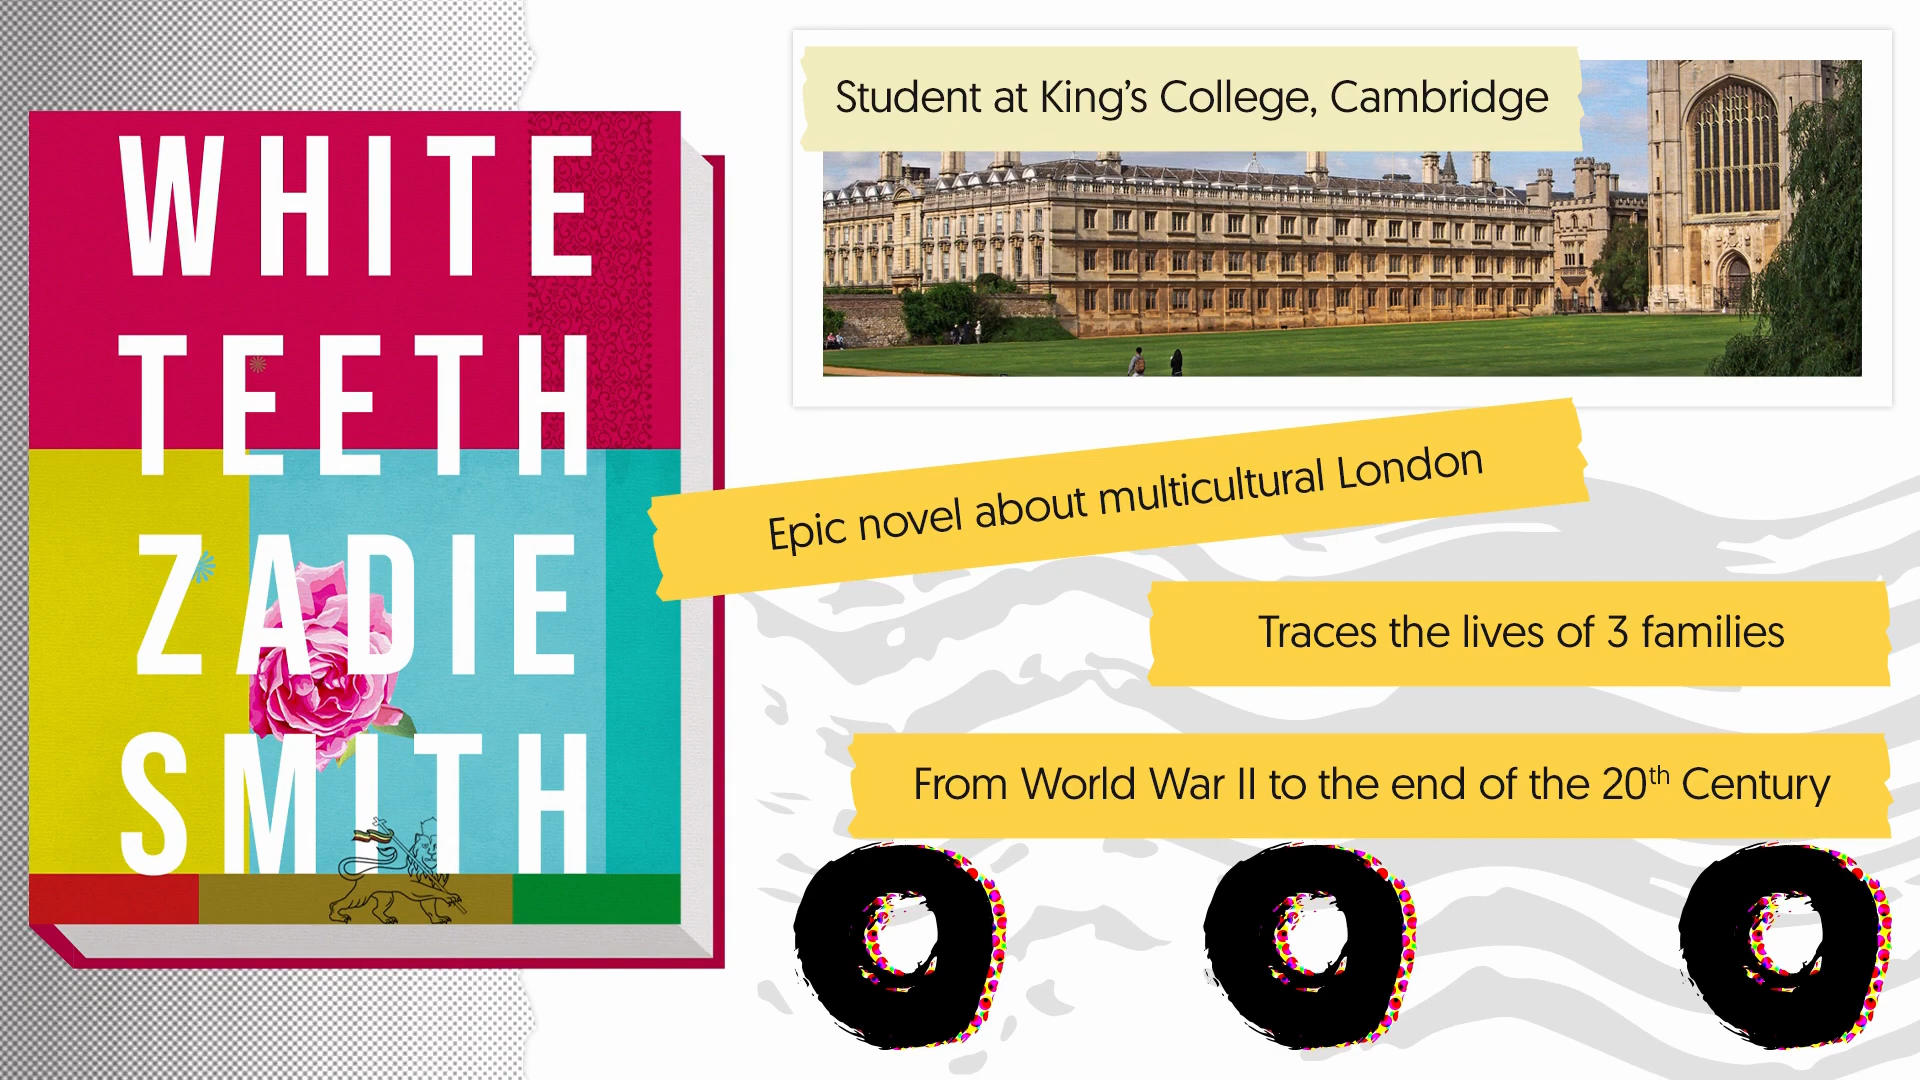 WHITE
TEETH
ZADIE
SMITH
Student at King’s College, Cambridge
Epic novel about multicultural London
Traces the lives of 3 families
From World War II to the end of the 20th Century